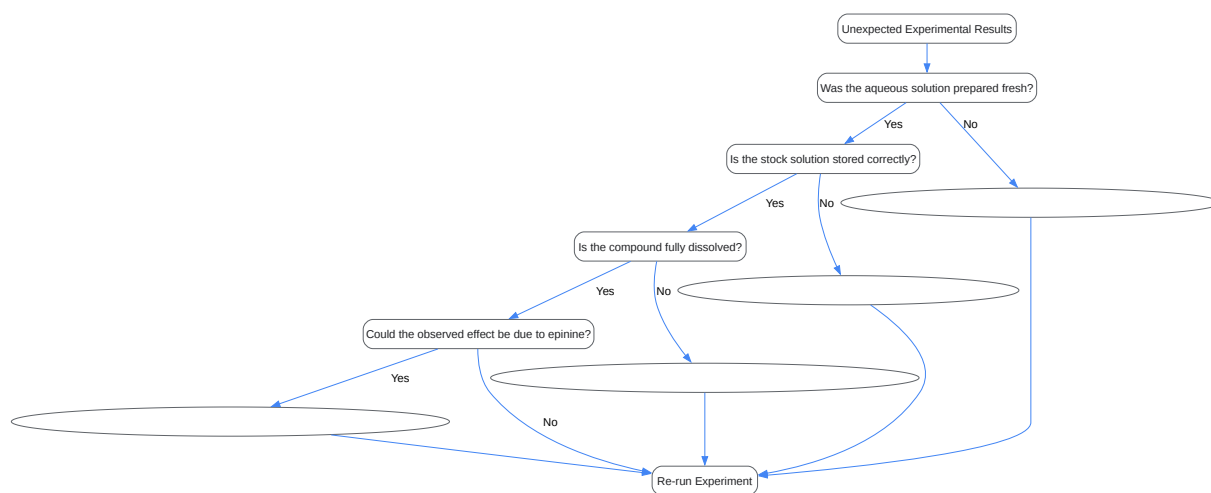 Unexpected Experimental Results
Was the aqueous solution prepared fresh?
Yes
No
Is the stock solution stored correctly?
Yes
No
Is the compound fully dissolved?
Yes
No
Could the observed effect be due to epinine?
Yes
No
Re-run Experiment